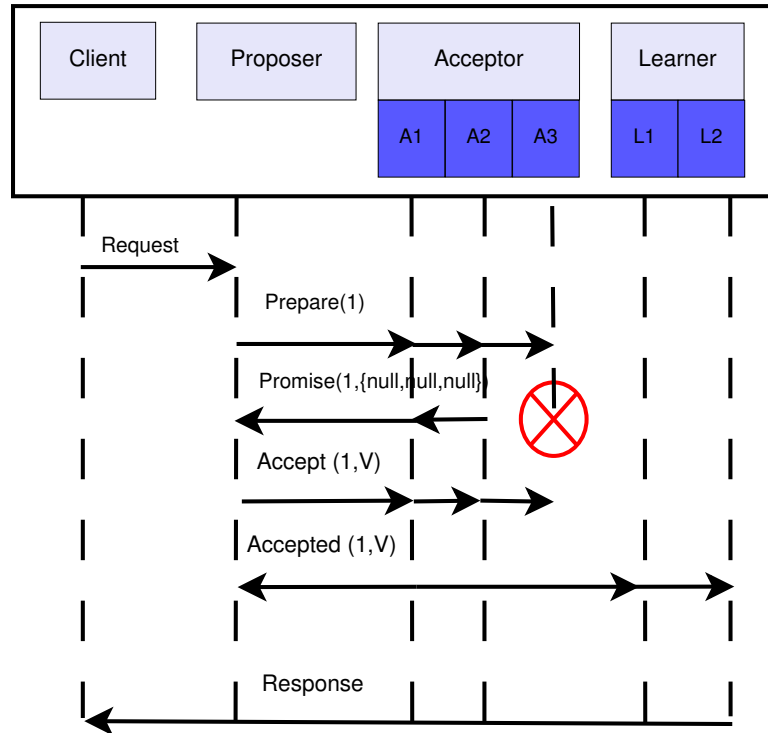 Client
Proposer
Acceptor
Learner
A1
A2
A3
L1
L2
Request
Prepare(1)
Promise(1,{null,null,null})
Accept (1,V)
Accepted (1,V)
Response